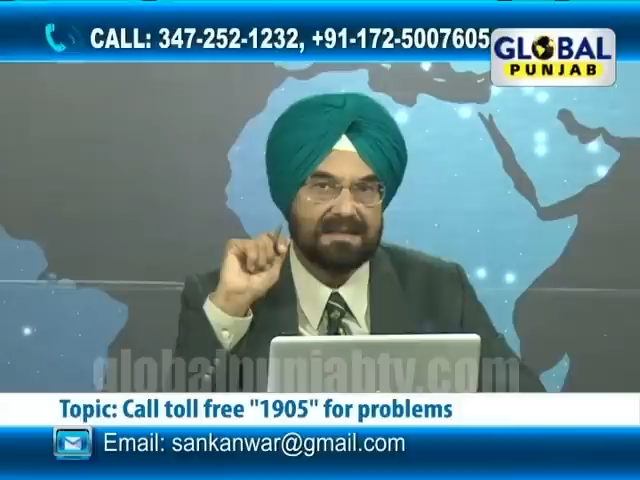 CALL: 347-252-1232, +91-172-5007605
GLOBAL
PUNJAB
globalpunjabtv.com
Topic: Call toll free "1905" for problems
Email: sankanwar@gmail.com